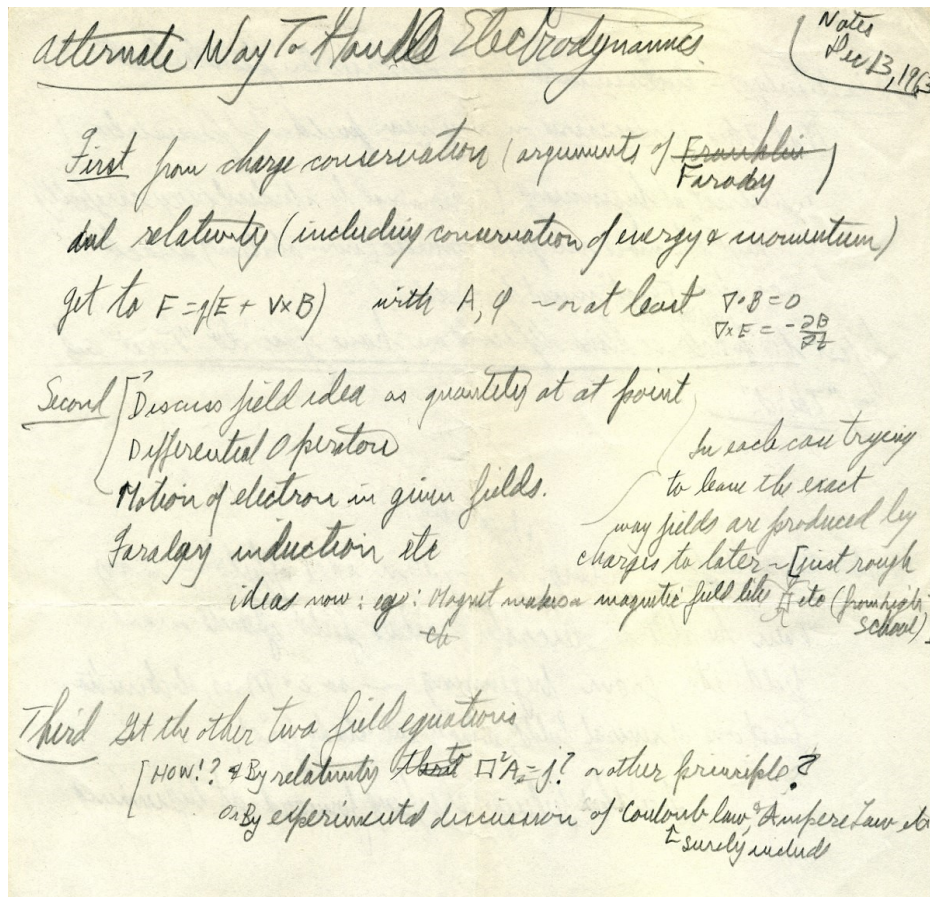 Alternate Way To Handle Electrodynamics.
Notes
Dec 13, 1963
First from charge conservation (arguments of Franklin)
Farady
and relativity (including conservation of energy & momentum)
get to F = q(E + V×B) with A, φ – or at least ∇·B = 0
∇×E = -∂B/∂t
Second [? Discuss field idea as quantities at at point
Differential Operators
Motion of electron in given fields.
Faraday induction etc
In each case trying
to leave the exact
way fields are produced by
charges to later – [just rough
ideas now : eg : Magnet makes a magnetic field like etc (from high
school)]
Third Get the other two field equations
[HOW!? By relativity that □²A = j? or other principle?
Or By experiments discussion of Coulomb law, & Ampere Law, etc
↑ surely include